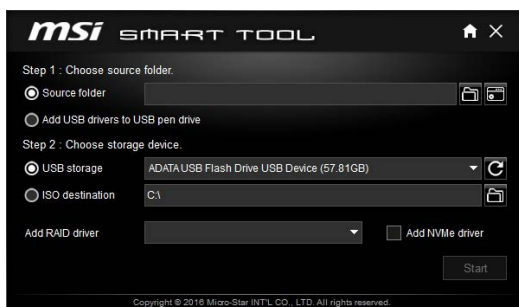 msi SMART TOOL
Step 1 : Choose source folder.
Source folder
Add USB drivers to USB pen drive
Step 2 : Choose storage device.
USB storage ADATA USB Flash Drive USB Device (57.81GB)
ISO destination C:\
Add RAID driver Add NVMe driver
Start
Copyright © 2016 Micro-Star INT'L CO., LTD. All rights reserved.